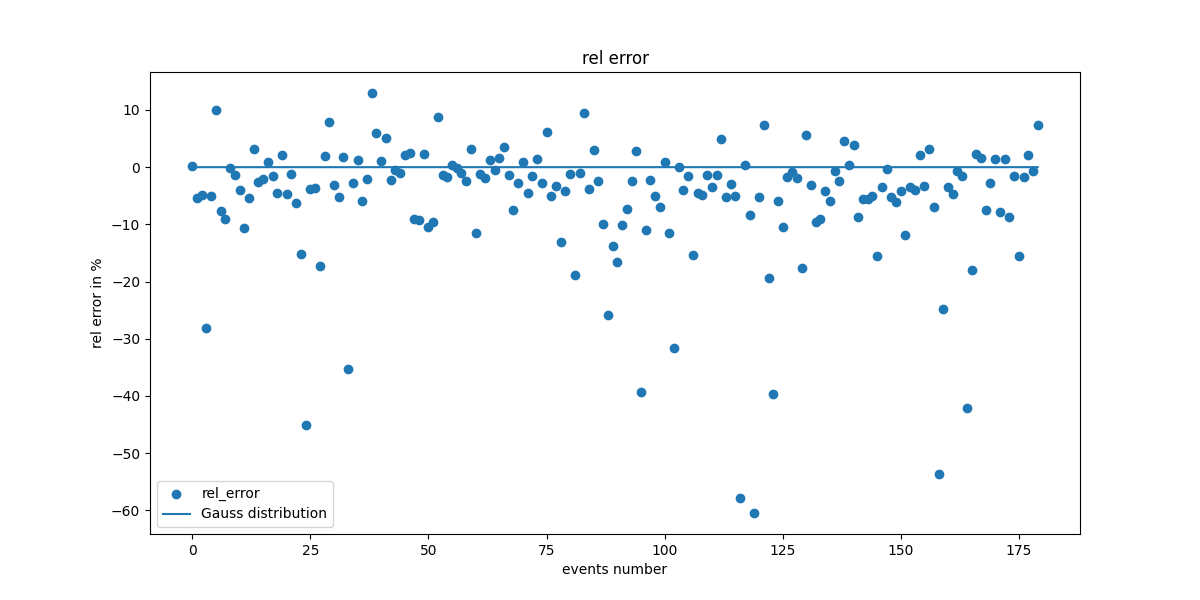 rel error
10
0
−10
−20
−30
−40
−50
−60
rel error in %
rel_error
Gauss distribution
0 25 50 75 100 125 150 175
events number